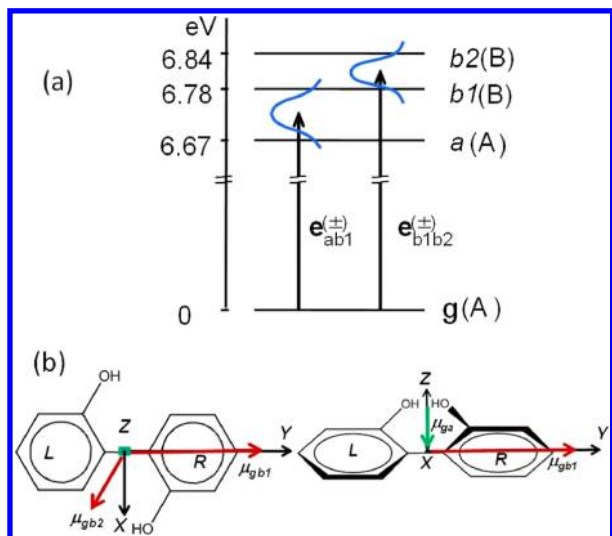 eV
(a)
6.84 b2(B)
6.78 b1(B)
6.67 a(A)
e(±)ab1 e(±)b1b2
0 g(A)
(b)
OH
Z
L
R
Y
μgb1
μgb2
X
HO
Z
OH
HO
μga
L
X
R
Y
μgb1